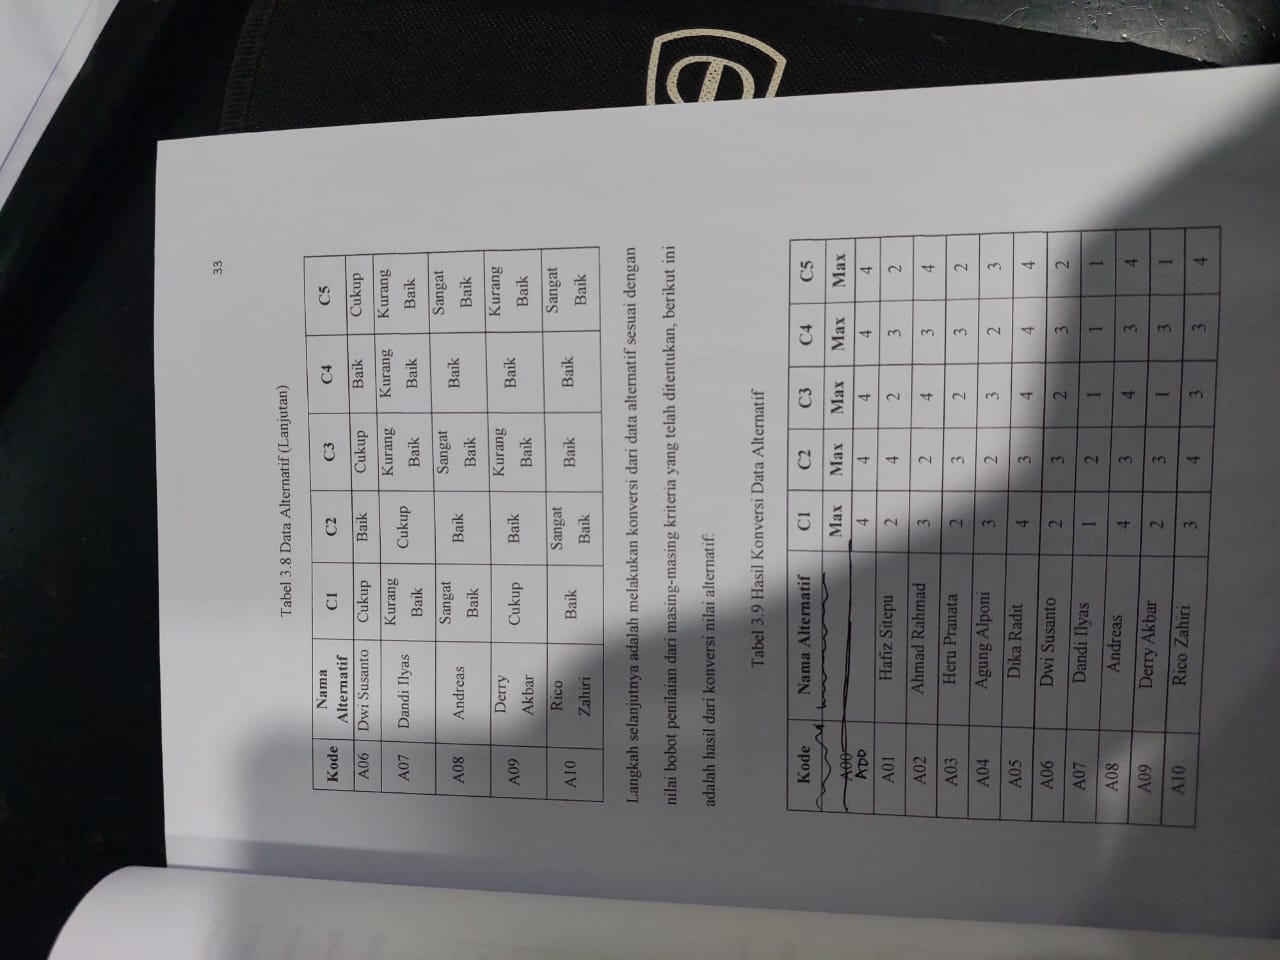 33
Tabel 3.8 Data Alternatif (Lanjutan)
Kode Nama Alternatif C1 C2 C3 C4 C5
A06 Dwi Susanto Cukup Baik Cukup Baik Cukup
A07 Dandi Ilyas Kurang Baik Cukup Kurang Baik Kurang Baik Kurang Baik
A08 Andreas Sangat Baik Baik Sangat Baik Baik Sangat Baik
A09 Derry Akbar Cukup Baik Kurang Baik Baik Kurang Baik
A10 Rico Zahiri Baik Sangat Baik Baik Baik Sangat Baik
Langkah selanjutnya adalah melakukan konversi dari data alternatif sesuai dengan
nilai bobot penilaian dari masing-masing kriteria yang telah ditentukan, berikut ini
adalah hasil dari konversi nilai alternatif:
Tabel 3.9 Hasil Konversi Data Alternatif
Kode Nama Alternatif C1 C2 C3 C4 C5
A00 Max Max Max Max Max
A00 4 4 4 4 4
A01 Hafiz Sitepu 2 4 2 3 2
A02 Ahmad Rahmad 3 2 4 3 4
A03 Heru Pranata 2 3 2 3 2
A04 Agung Alponi 3 2 3 2 3
A05 Dika Radit 4 3 4 4 4
A06 Dwi Susanto 2 3 2 3 2
A07 Dandi Ilyas 1 2 1 1 1
A08 Andreas 4 3 4 3 4
A09 Derry Akbar 2 3 1 3 1
A10 Rico Zahiri 3 4 3 3 4